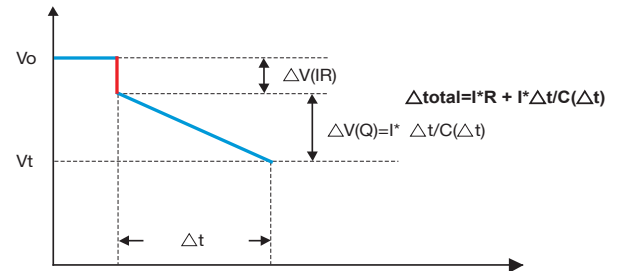 Vo
△V(IR)
△total=I*R + I*△t/C(△t)
△V(Q)=I* △t/C(△t)
Vt
△t